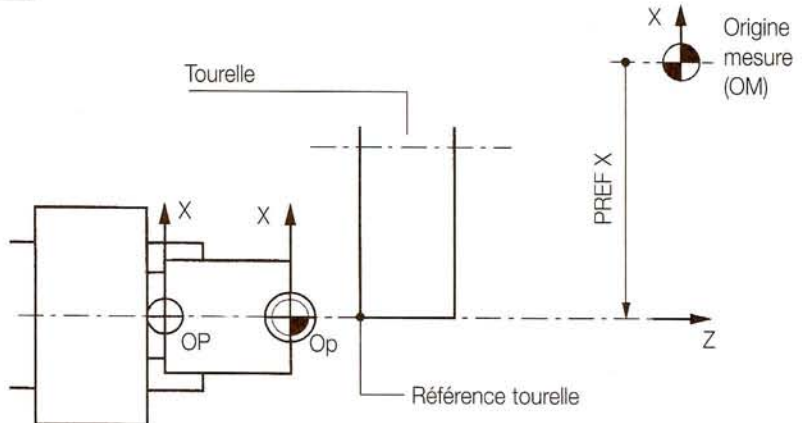 X
Origine
mesure
(OM)
Tourelle
PREF X
X
X
OP
Op
Z
Référence tourelle